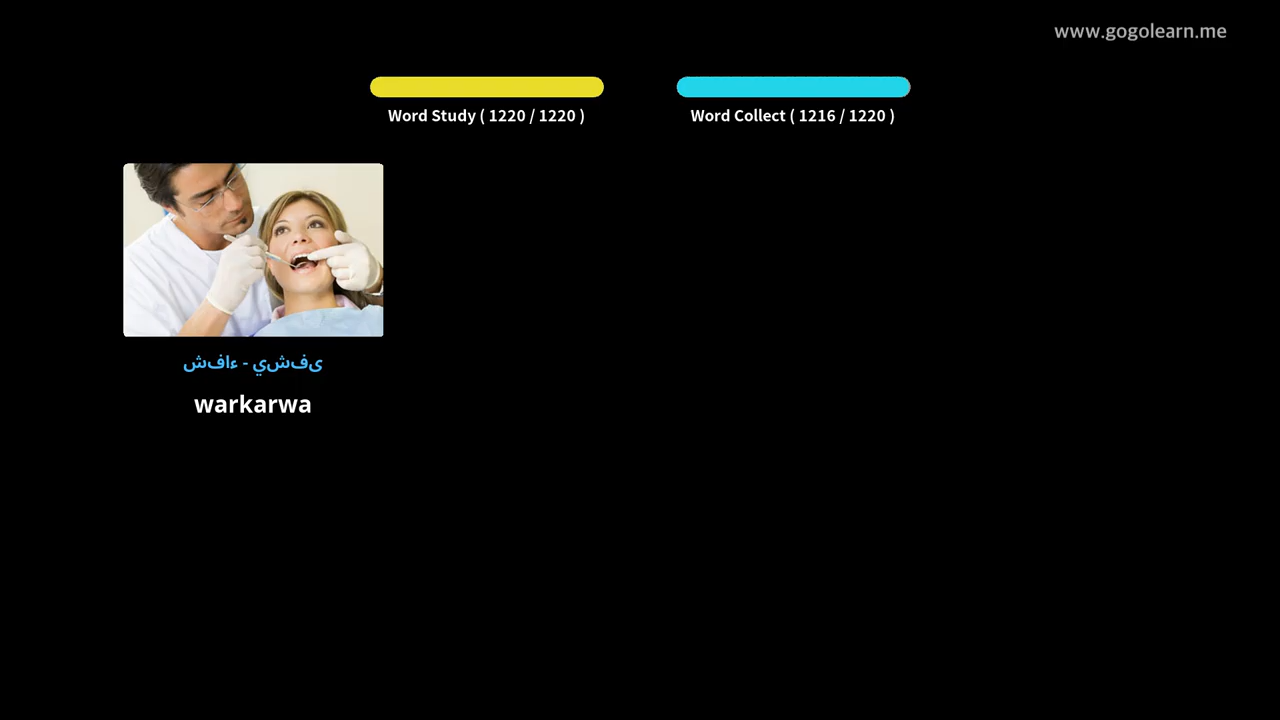 www.gogolearn.me
Word Study ( 1220 / 1220 )
Word Collect ( 1216 / 1220 )
ىفشي - ءافش
warkarwa